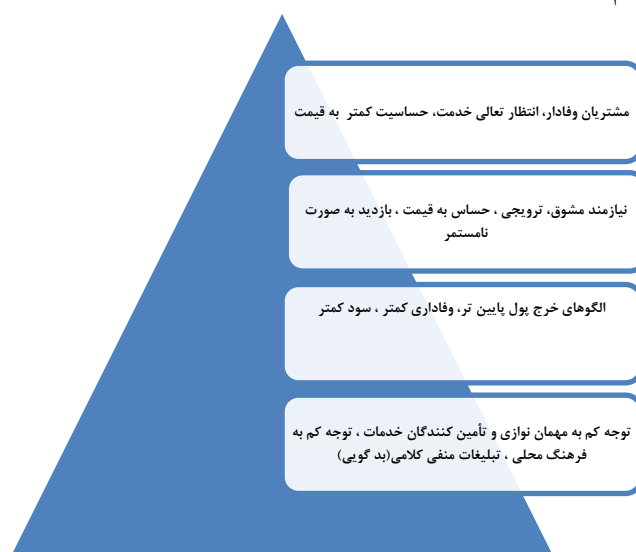 مشتریان وفادار، انتظار تعالی خدمت، حساسیت کمتر به قیمت
نیازمند مشوق، ترویجی ، حساس به قیمت ، بازدید به صورت
نامستمر
الگوهای خرج پول پایین تر، وفاداری کمتر ، سود کمتر
توجه کم به مهمان نوازی و تأمین کنندگان خدمات ، توجه کم به
فرهنگ محلی ، تبلیغات منفی کلامی(بد گویی)